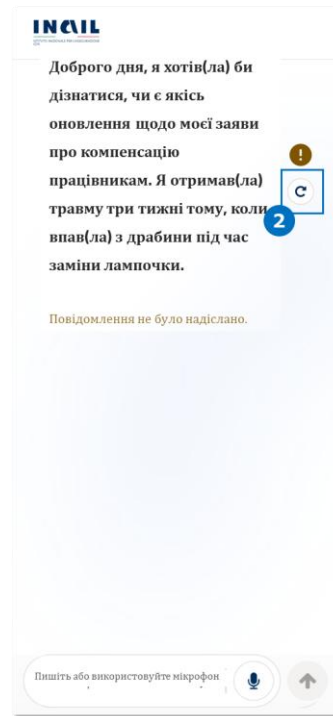 INAIL
Доброго дня, я хотів(ла) би
дізнатися, чи є якісь
оновлення щодо моєї заяви
про компенсацію
працівникам. Я отримав(ла)
травму три тижні тому, коли
впав(ла) з драбини під час
заміни лампочки.
!
2
Повідомлення не було надіслано.
Пишіть або використовуйте мікрофон